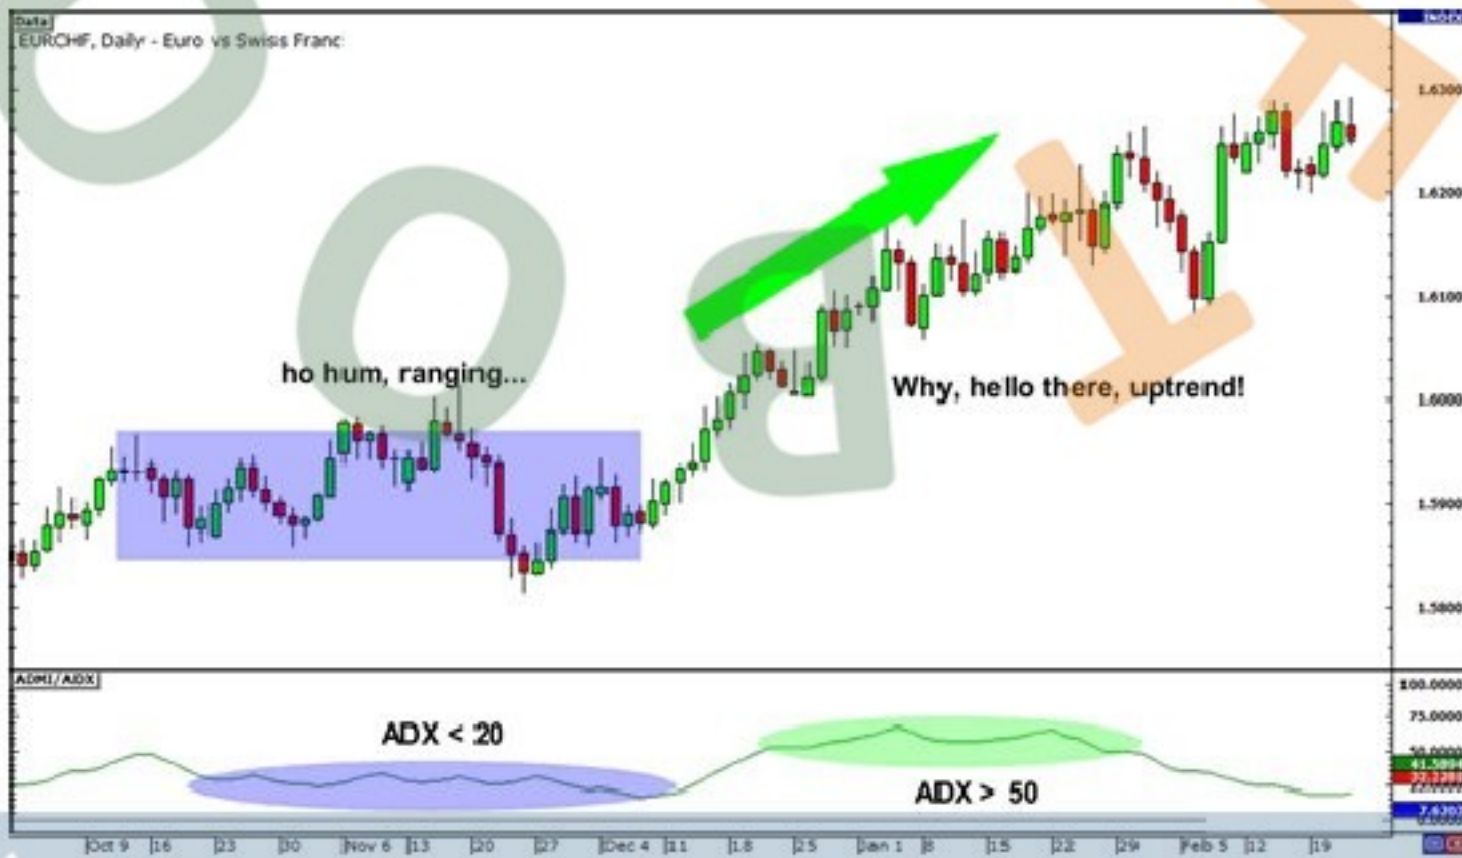 Data
INDEX
EURCHF, Daily - Euro vs Swiss Franc
1.6300
1.6200
1.6100
1.6000
1.5900
1.5800
ho hum, ranging...
Why, hello there, uptrend!
ADMI/ADX
100.0000
75.0000
50.0000
0.0000
ADX < 20
ADX > 50
Oct 9 16 23 30 Nov 6 13 20 27 Dec 4 11 18 25 Jan 1 8 15 22 29 Feb 5 12 19